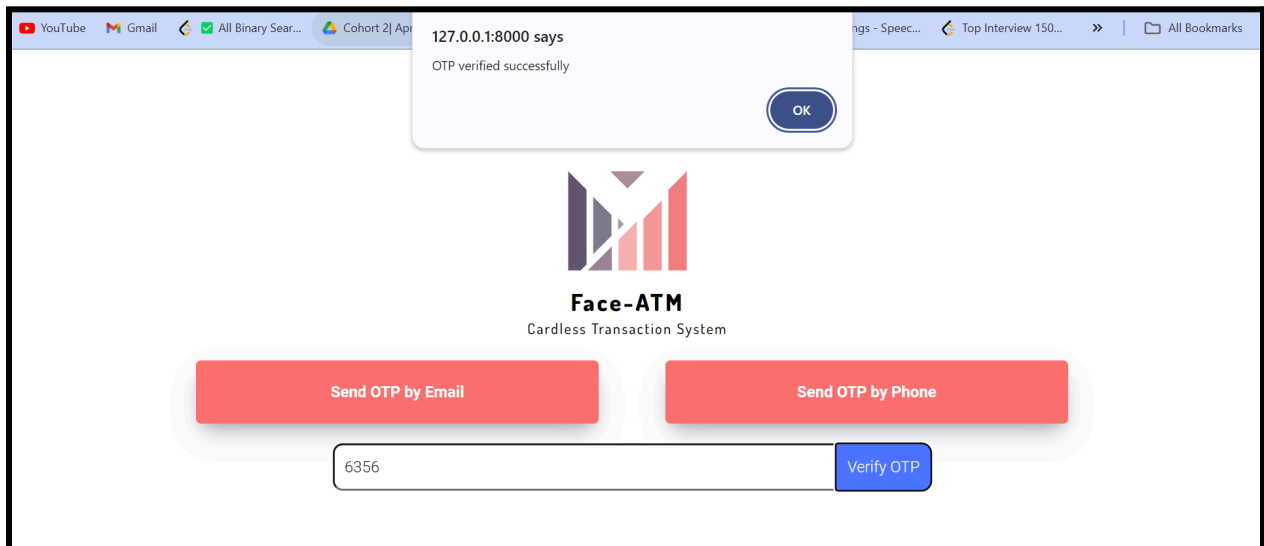 YouTube Gmail All Binary Sear... Cohort 2| Apr ngs - Speec... Top Interview 150... » All Bookmarks
127.0.0.1:8000 says
OTP verified successfully
OK
Face-ATM
Cardless Transaction System
Send OTP by Email Send OTP by Phone
6356 Verify OTP